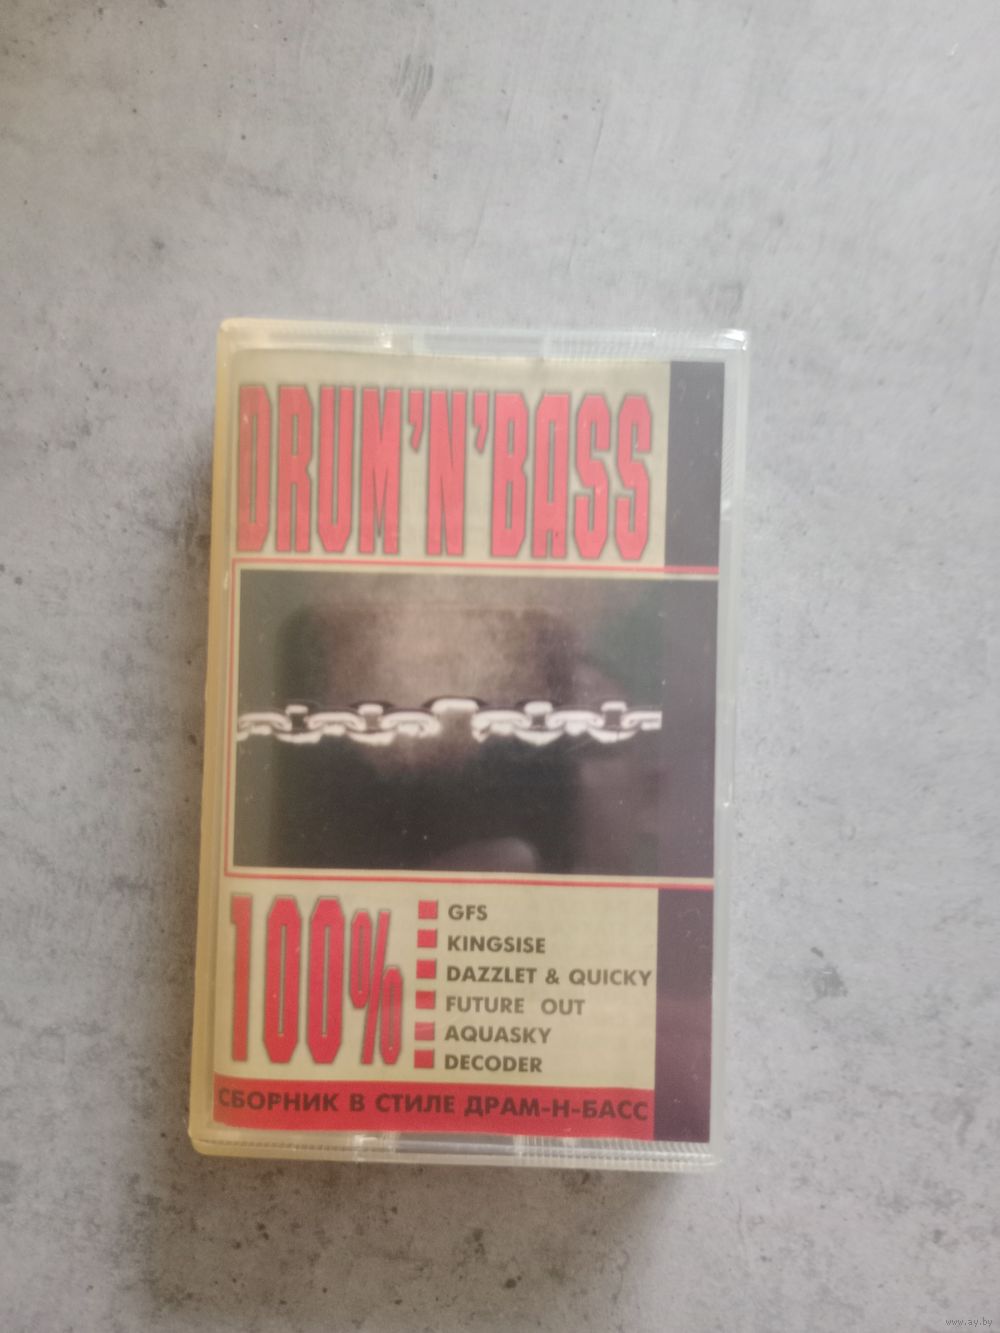 DRUM'N'BASS
100%
GFS
KINGSISE
DAZZLET & QUICKY
FUTURE OUT
AQUASKY
DECODER
СБОРНИК В СТИЛЕ ДРАМ-Н-БАСС
www.ay.by